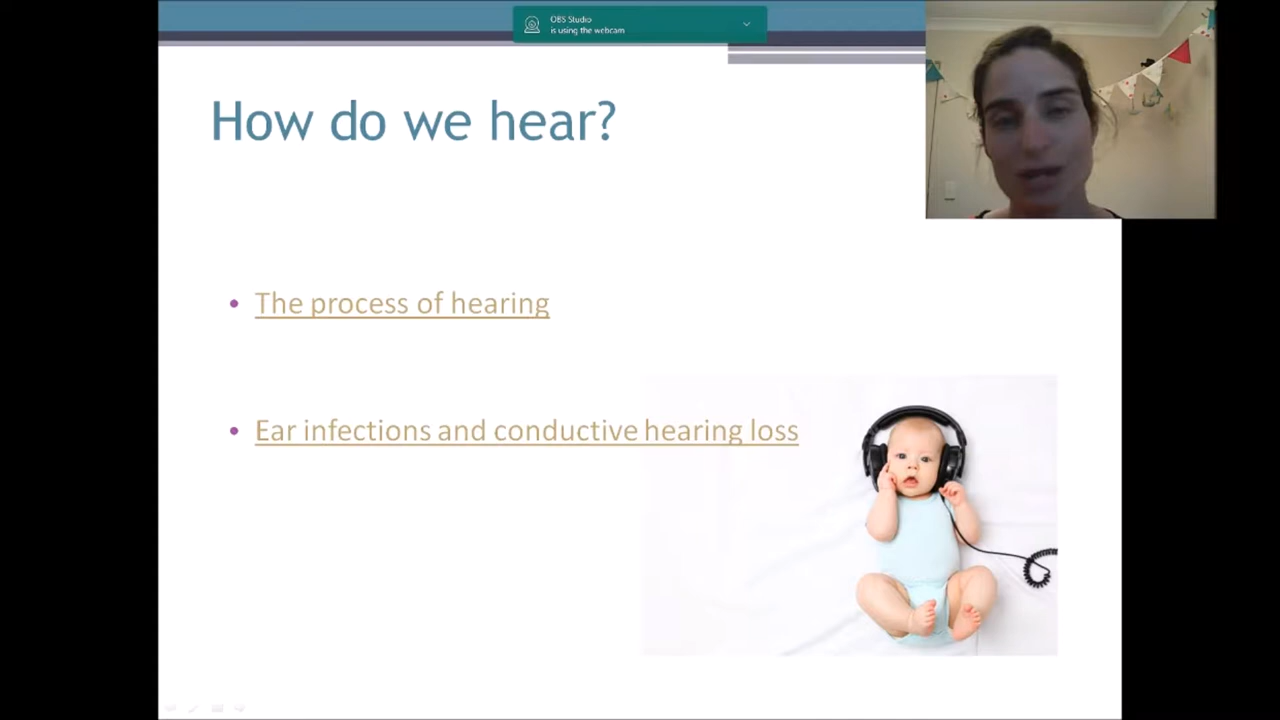 OBS Studio
is using the webcam
How do we hear?
• The process of hearing
• Ear infections and conductive hearing loss